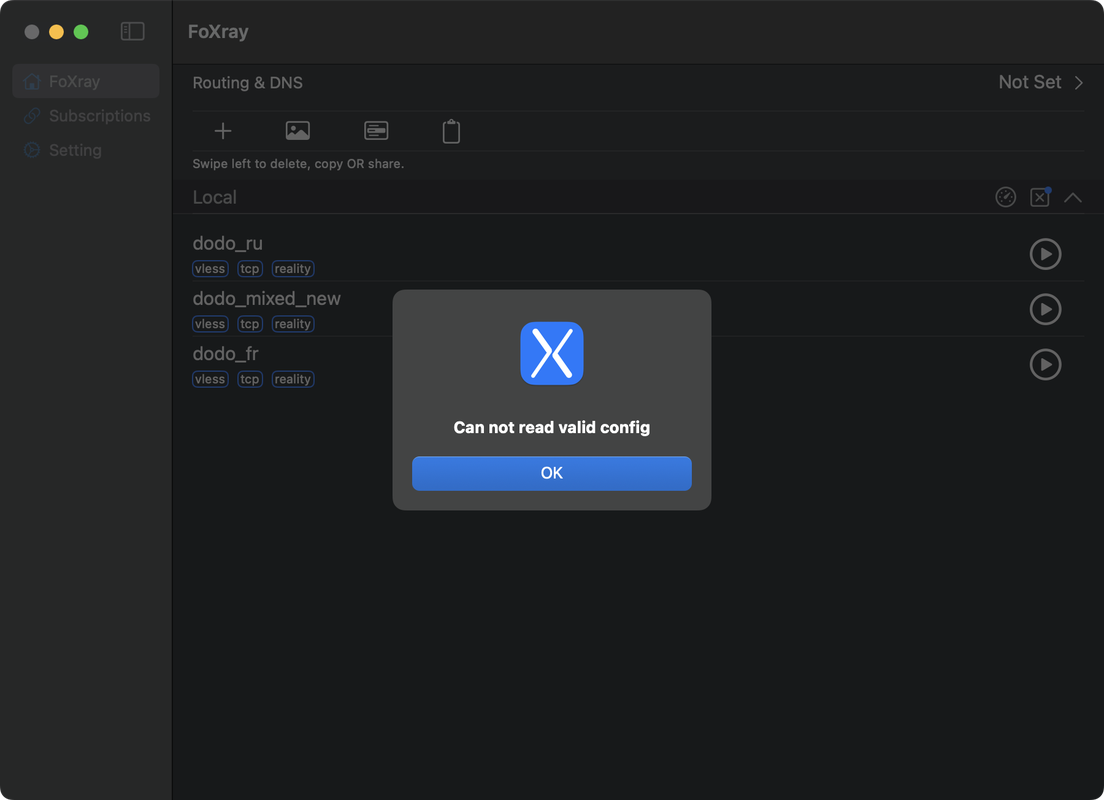 FoXray
FoXray
Subscriptions
Setting
Routing & DNS
Not Set
Swipe left to delete, copy OR share.
Local
dodo_ru
vless tcp reality
dodo_mixed_new
vless tcp reality
dodo_fr
vless tcp reality
Can not read valid config
OK